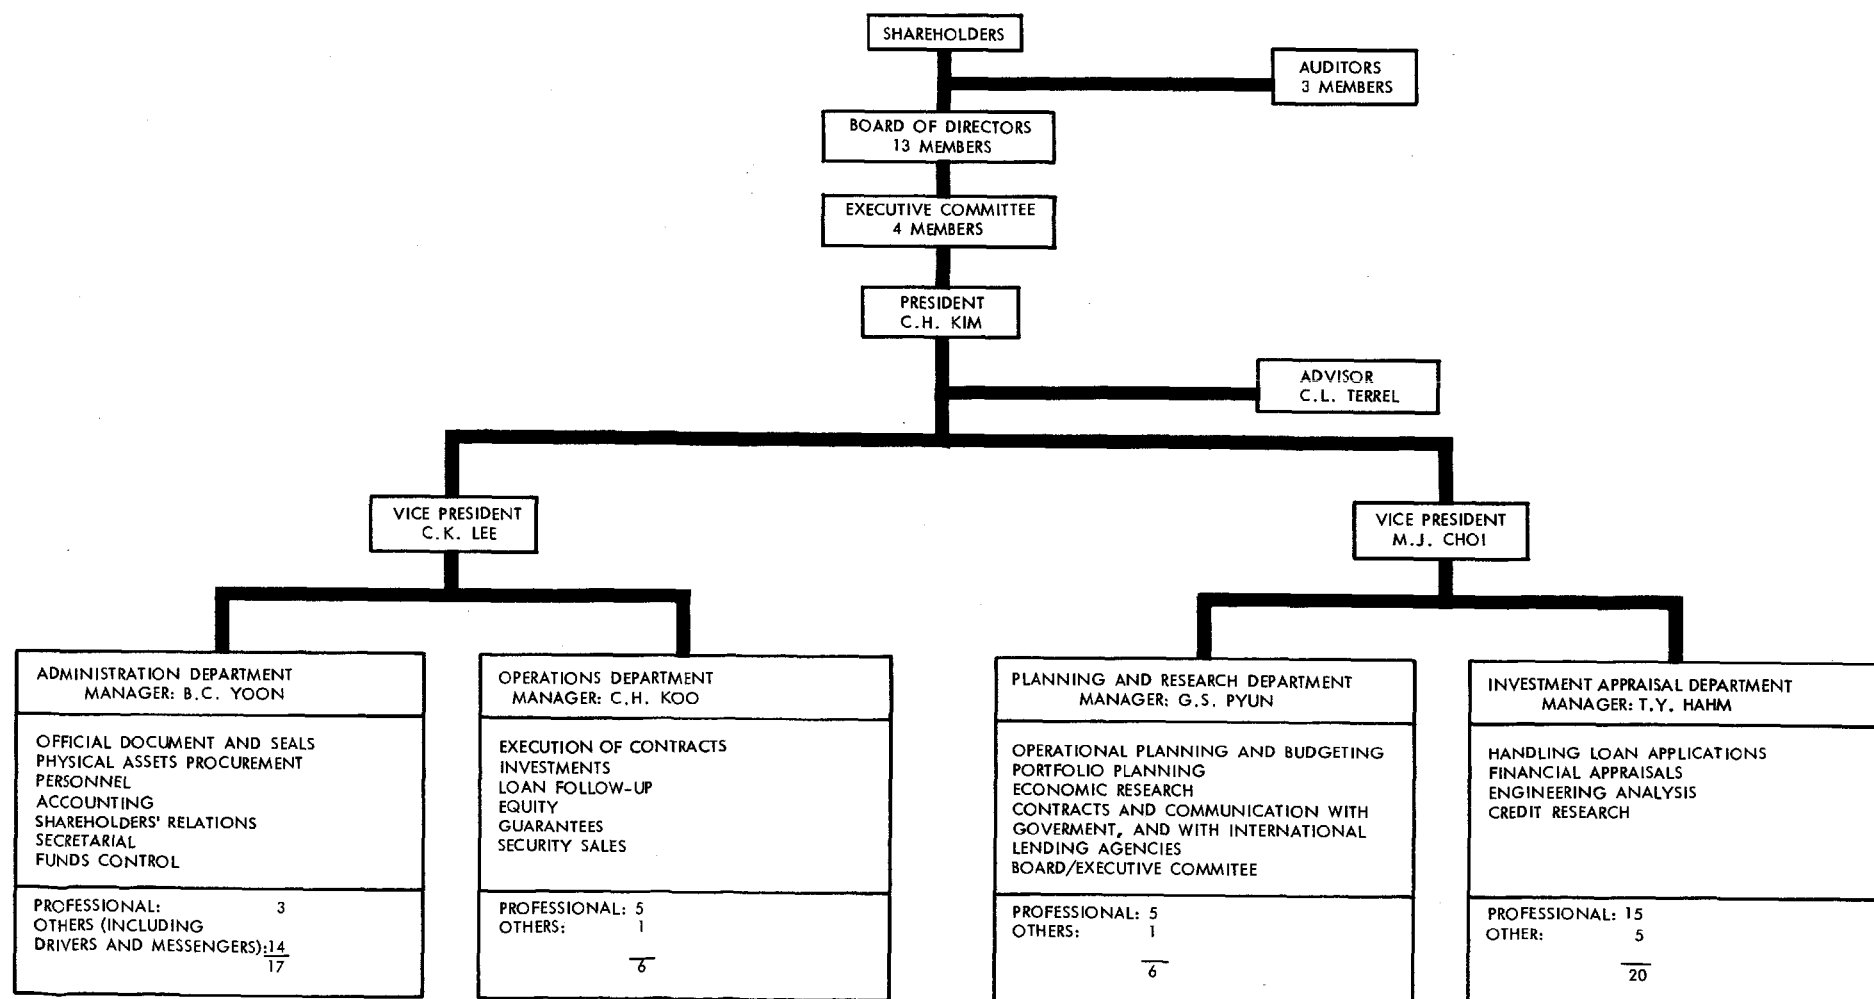 SHAREHOLDERS
AUDITORS
3 MEMBERS
BOARD OF DIRECTORS
13 MEMBERS
EXECUTIVE COMMITTEE
4 MEMBERS
PRESIDENT
C.H. KIM
ADVISOR
C.L. TERREL
VICE PRESIDENT
C.K. LEE
VICE PRESIDENT
M.J. CHOI
ADMINISTRATION DEPARTMENT
MANAGER: B.C. YOON
OFFICIAL DOCUMENT AND SEALS
PHYSICAL ASSETS PROCUREMENT
PERSONNEL
ACCOUNTING
SHAREHOLDERS' RELATIONS
SECRETARIAL
FUNDS CONTROL
PROFESSIONAL: 3
OTHERS (INCLUDING
DRIVERS AND MESSENGERS):14
17
OPERATIONS DEPARTMENT
MANAGER: C.H. KOO
EXECUTION OF CONTRACTS
INVESTMENTS
LOAN FOLLOW-UP
EQUITY
GUARANTEES
SECURITY SALES
PROFESSIONAL: 5
OTHERS: 1
6
PLANNING AND RESEARCH DEPARTMENT
MANAGER: G.S. PYUN
OPERATIONAL PLANNING AND BUDGETING
PORTFOLIO PLANNING
ECONOMIC RESEARCH
CONTRACTS AND COMMUNICATION WITH
GOVERMENT, AND WITH INTERNATIONAL
LENDING AGENCIES
BOARD/EXECUTIVE COMMITEE
PROFESSIONAL: 5
OTHERS: 1
6
INVESTMENT APPRAISAL DEPARTMENT
MANAGER: T.Y. HAHM
HANDLING LOAN APPLICATIONS
FINANCIAL APPRAISALS
ENGINEERING ANALYSIS
CREDIT RESEARCH
PROFESSIONAL: 15
OTHER: 5
20